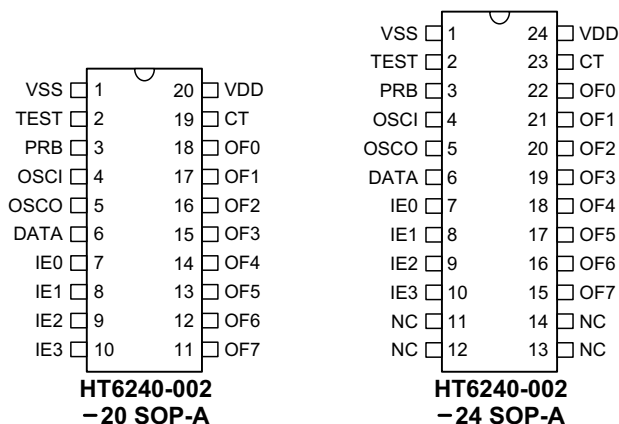 VSS 1 20 VDD
TEST 2 19 CT
PRB 3 18 OF0
OSCI 4 17 OF1
OSCO 5 16 OF2
DATA 6 15 OF3
IE0 7 14 OF4
IE1 8 13 OF5
IE2 9 12 OF6
IE3 10 11 OF7
HT6240-002
−20 SOP-A
VSS 1 24 VDD
TEST 2 23 CT
PRB 3 22 OF0
OSCI 4 21 OF1
OSCO 5 20 OF2
DATA 6 19 OF3
IE0 7 18 OF4
IE1 8 17 OF5
IE2 9 16 OF6
IE3 10 15 OF7
NC 11 14 NC
NC 12 13 NC
HT6240-002
−24 SOP-A